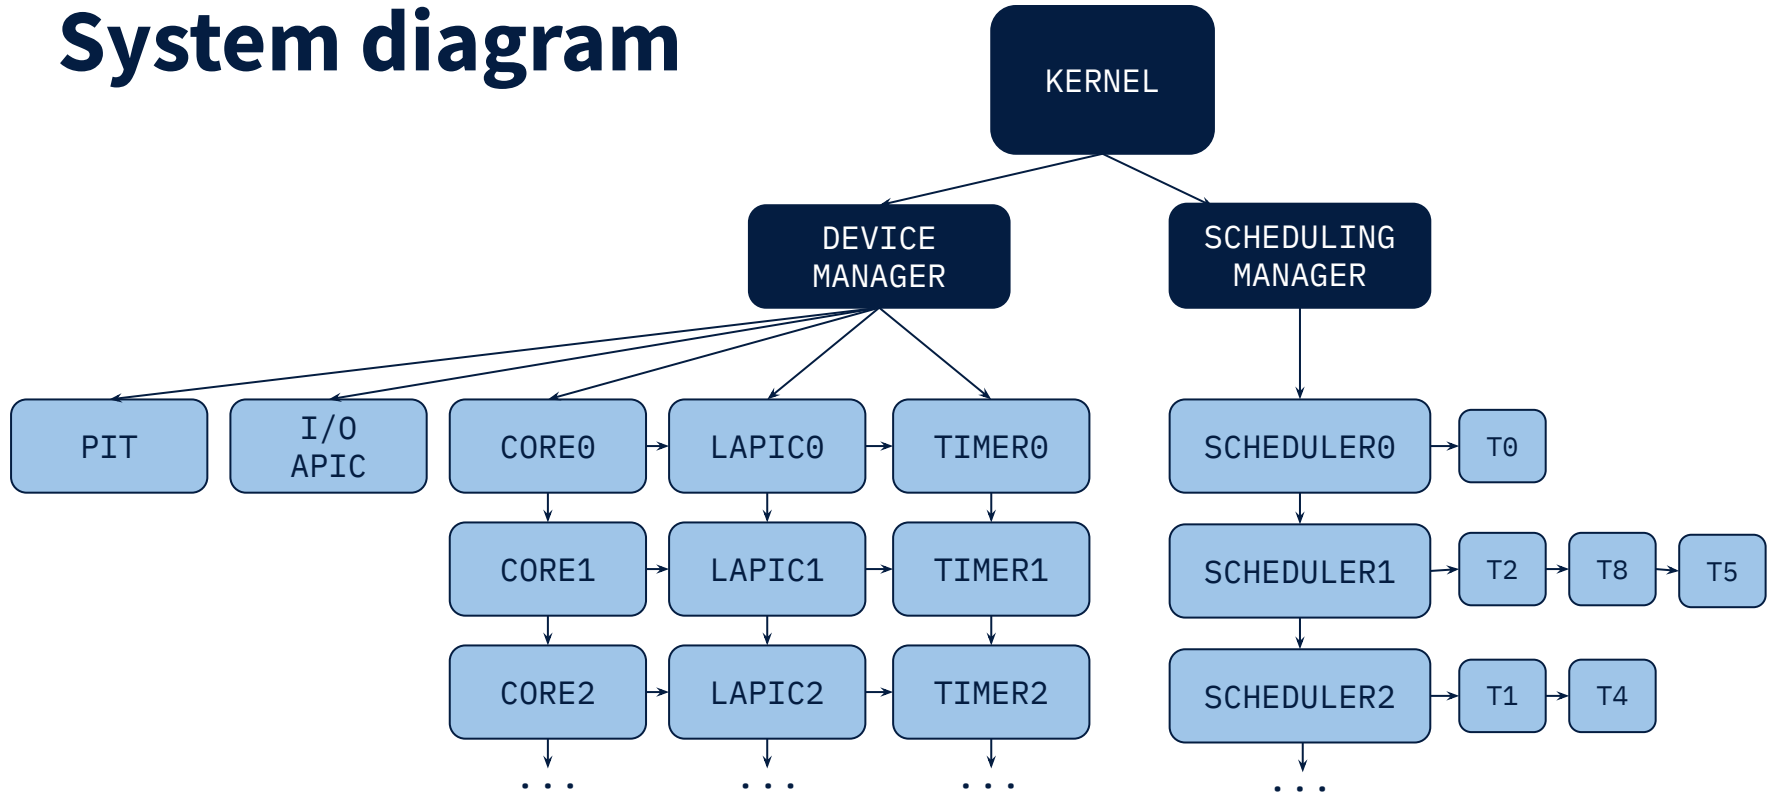 System diagram
KERNEL
DEVICE
MANAGER
SCHEDULING
MANAGER
PIT
I/O
APIC
CORE0
LAPIC0
TIMER0
SCHEDULER0
T0
CORE1
LAPIC1
TIMER1
SCHEDULER1
T2
T8
T5
CORE2
LAPIC2
TIMER2
SCHEDULER2
T1
T4
...
...
...
...